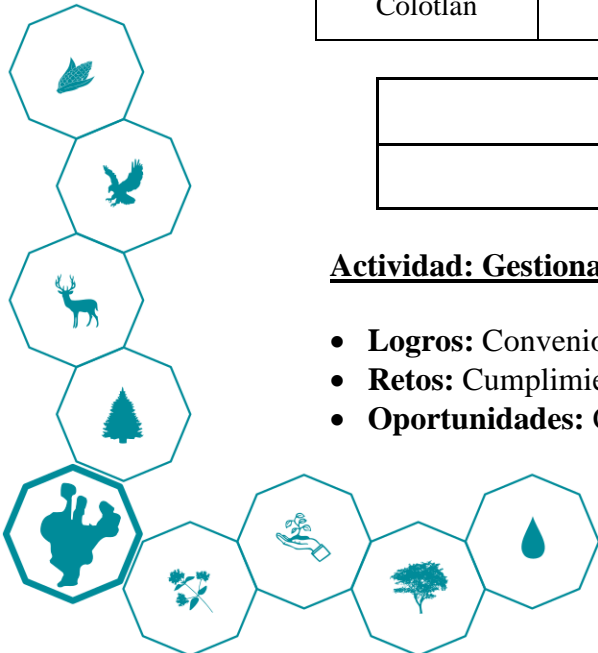 Colotlán
Actividad: Gestiona
• Logros: Convenio
• Retos: Cumplimie
• Oportunidades: